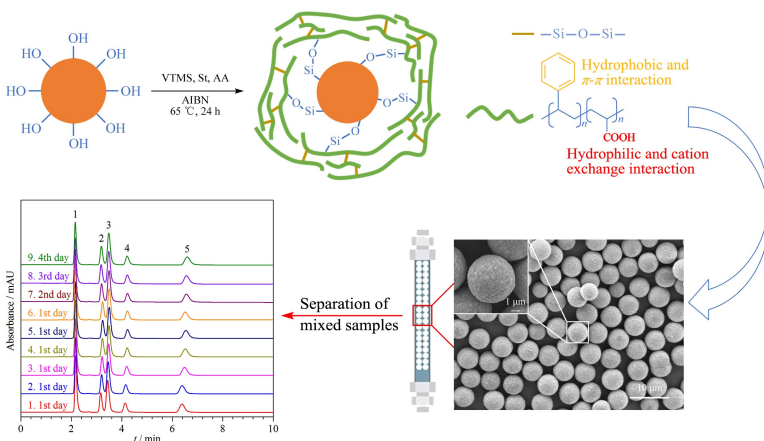 OH
HO
OH
HO
OH
HO
OH
OH
VTMS, St, AA
AIBN
65 ℃, 24 h
O
Si
Si
O
O
Si
Si
O
O
Si
—Si—O—Si—
Hydrophobic and
π-π interaction
n
n
COOH
Hydrophilic and cation
exchange interaction
1 μm
10 μm
Separation of
mixed samples
1
2
3
4
5
9. 4th day
8. 3rd day
7. 2nd day
6. 1st day
5. 1st day
4. 1st day
3. 1st day
2. 1st day
1. 1st day
Absorbance / mAU
0 2 4 6 8 10
t / min